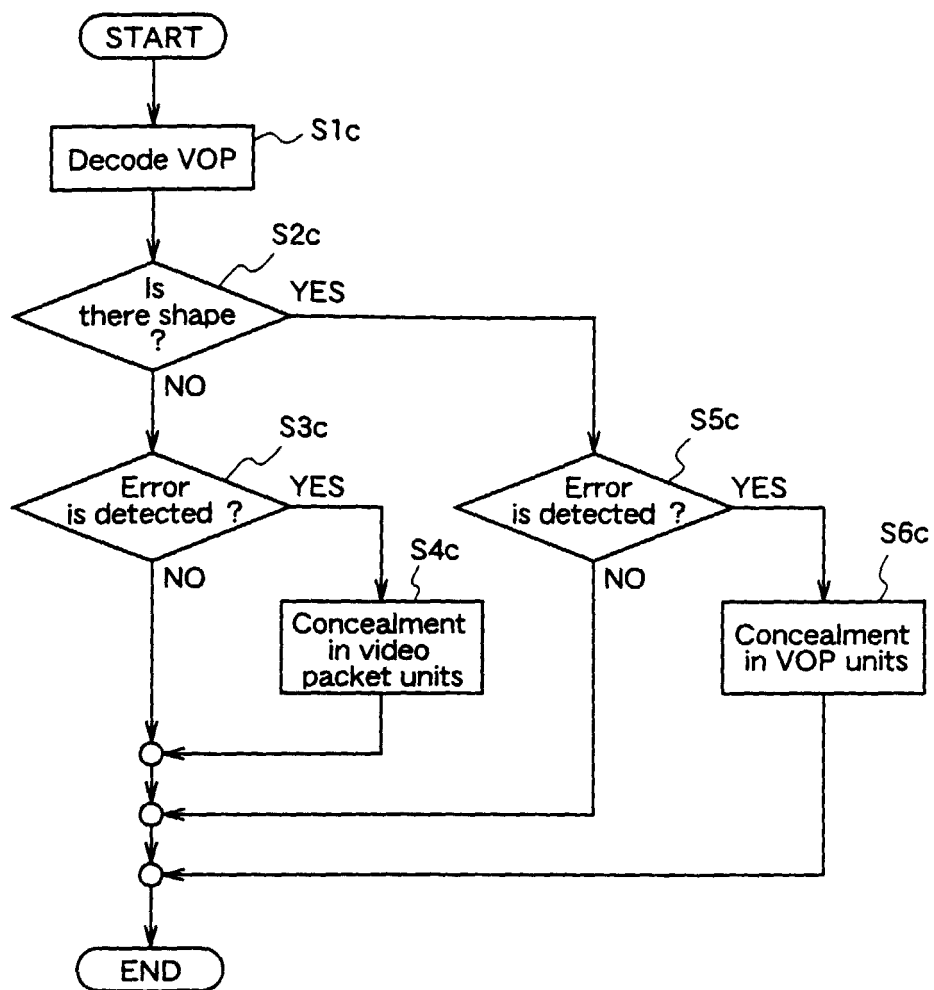 START
S1c
Decode VOP
S2c
Is
there shape
?
YES
NO
S3c
Error
is detected ?
YES
NO
S5c
Error
is detected ?
YES
NO
S4c
Concealment
in video
packet units
S6c
Concealment
in VOP units
END